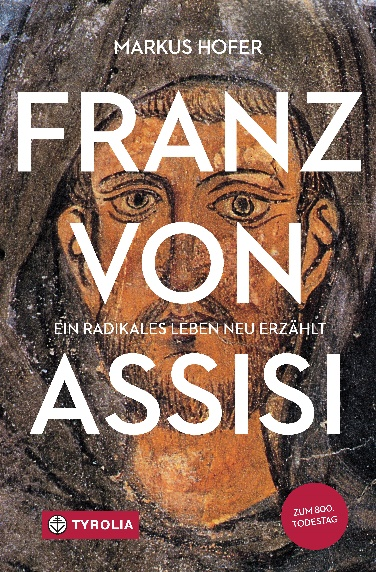 MARKUS HOFER
FRANZ
VON
EIN RADIKALES LEBEN NEU ERZÄHLT
ASSISI
TYROLIA
ZUM 800.
TODESTAG